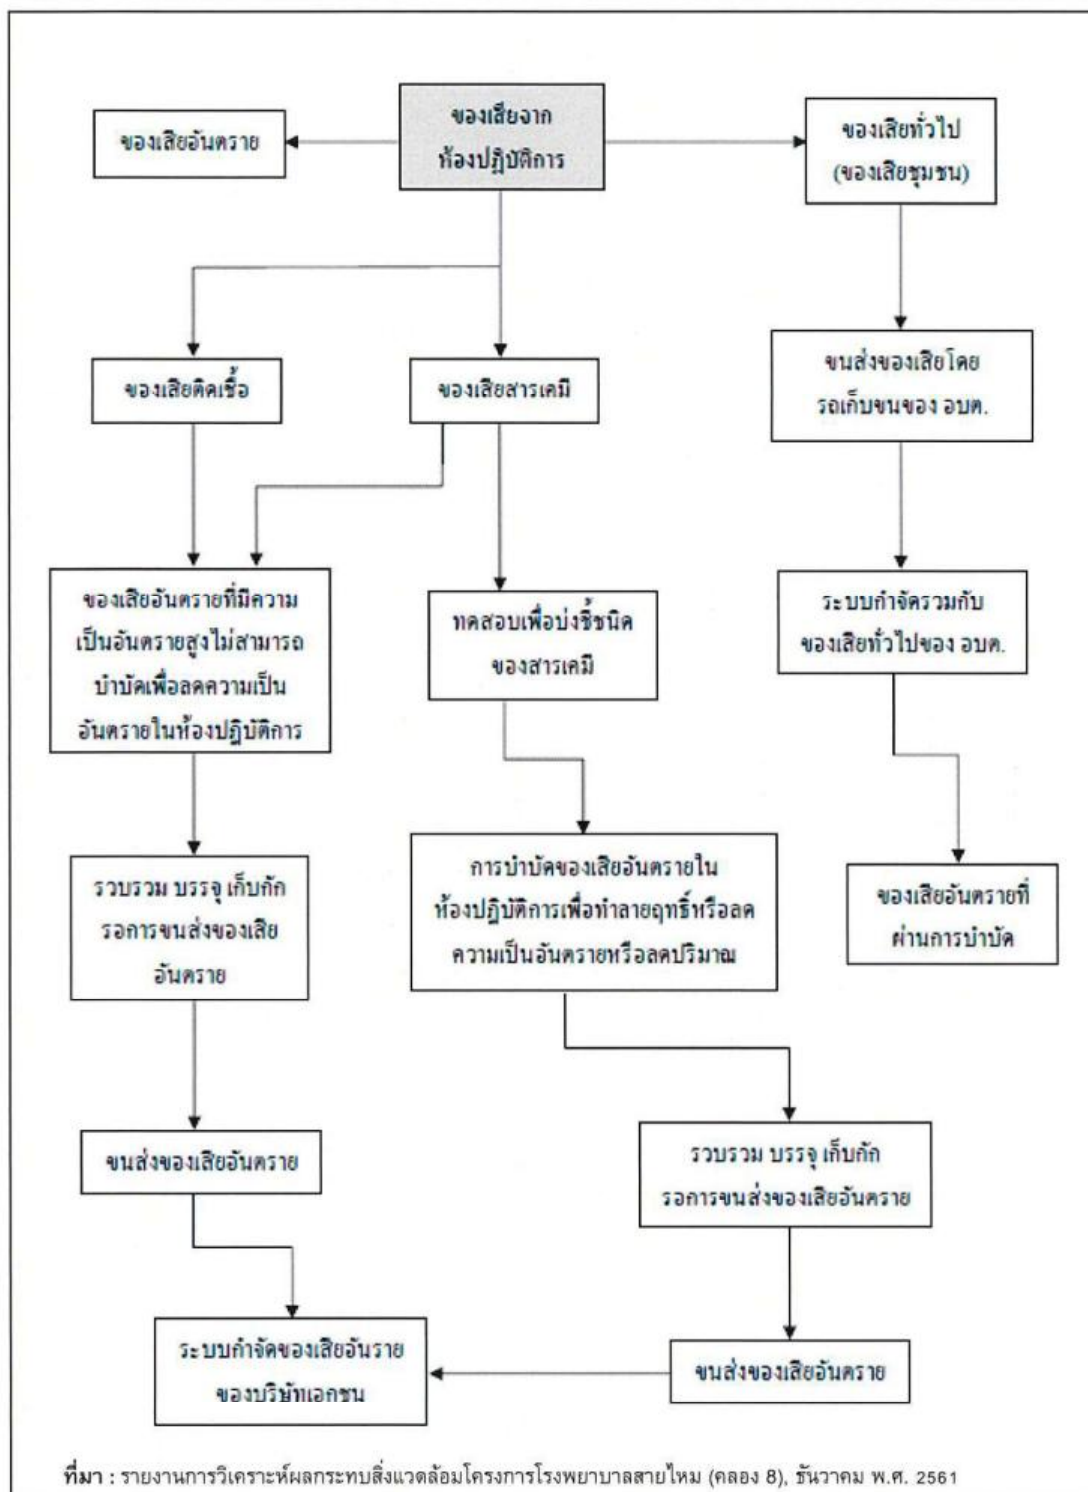 ของเสียจาก
ห้องปฏิบัติการ
ของเสียอันตราย
ของเสียทั่วไป
(ของเสียชุมชน)
ของเสียติดเชื้อ
ของเสียสารเคมี
ขนส่งของเสียโดย
รถเก็บขนของ อบต.
ของเสียอันตรายที่มีความ
เป็นอันตรายสูงไม่สามารถ
บำบัดเพื่อลดความเป็น
อันตรายในห้องปฏิบัติการ
ทดสอบเพื่อบ่งชี้ชนิด
ของสารเคมี
ระบบกำจัดรวมกับ
ของเสียทั่วไปของ อบต.
รวบรวม บรรจุ เก็บกัก
รอการขนส่งของเสีย
อันตราย
การบำบัดของเสียอันตรายใน
ห้องปฏิบัติการเพื่อทำลายฤทธิ์หรือลด
ความเป็นอันตรายหรือลดปริมาณ
ของเสียอันตรายที่
ผ่านการบำบัด
ขนส่งของเสียอันตราย
รวบรวม บรรจุ เก็บกัก
รอการขนส่งของเสียอันตราย
ระบบกำจัดของเสียอันราย
ของบริษัทเอกชน
ขนส่งของเสียอันตราย
ที่มา : รายงานการวิเคราะห์ผลกระทบสิ่งแวดล้อมโครงการโรงพยาบาลสายไหม (คลอง 8), ธันวาคม พ.ศ. 2561